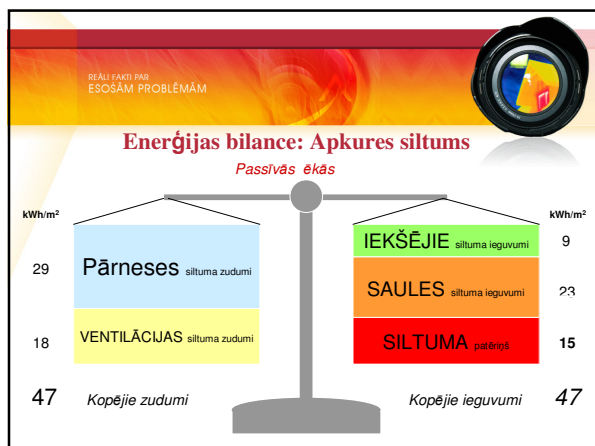 REĀLI FAKTI PAR
ESOŠĀM PROBLĒMĀM
Enerģijas bilance: Apkures siltums
Passīvās ēkās
kWh/m²
29 Pārneses siltuma zudumi
18 VENTILĀCIJAS siltuma zudumi
47 Kopējie zudumi
kWh/m²
IEKŠĒJIE siltuma ieguvumi 9
SAULES siltuma ieguvumi 23
SILTUMA patēriņš 15
Kopējie ieguvumi 47